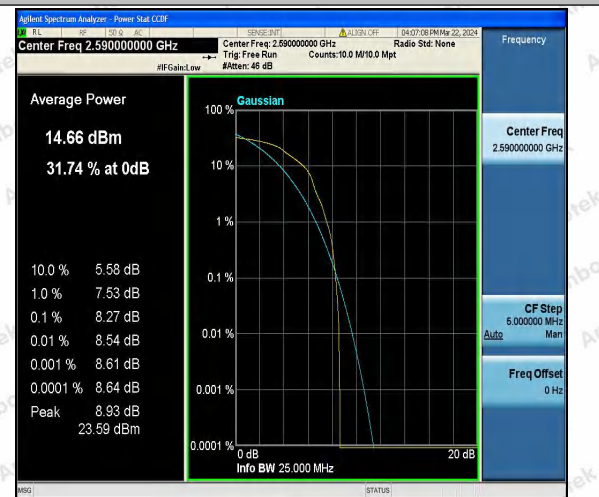 Agilent Spectrum Analyzer - Power Stat CCDF
RL RF 50 Ω AC SENSE:INT ALIGN OFF 04:07:08 PM Mar 22, 2024
Center Freq 2.590000000 GHz
Center Freq: 2.590000000 GHz Radio Std: None
Trig: Free Run Counts:10.0 M/10.0 Mpt
#IFGain:Low #Atten: 46 dB
Frequency
Average Power
14.66 dBm
31.74 % at 0dB
10.0 % 5.58 dB
1.0 % 7.53 dB
0.1 % 8.27 dB
0.01 % 8.54 dB
0.001 % 8.61 dB
0.0001 % 8.64 dB
Peak 8.93 dB
23.59 dBm
Gaussian
100 %
10 %
1 %
0.1 %
0.01 %
0.001 %
0.0001 %
0 dB 20 dB
Info BW 25.000 MHz
Center Freq
2.590000000 GHz
CF Step
5.000000 MHz
Auto Man
Freq Offset
0 Hz
MSG STATUS